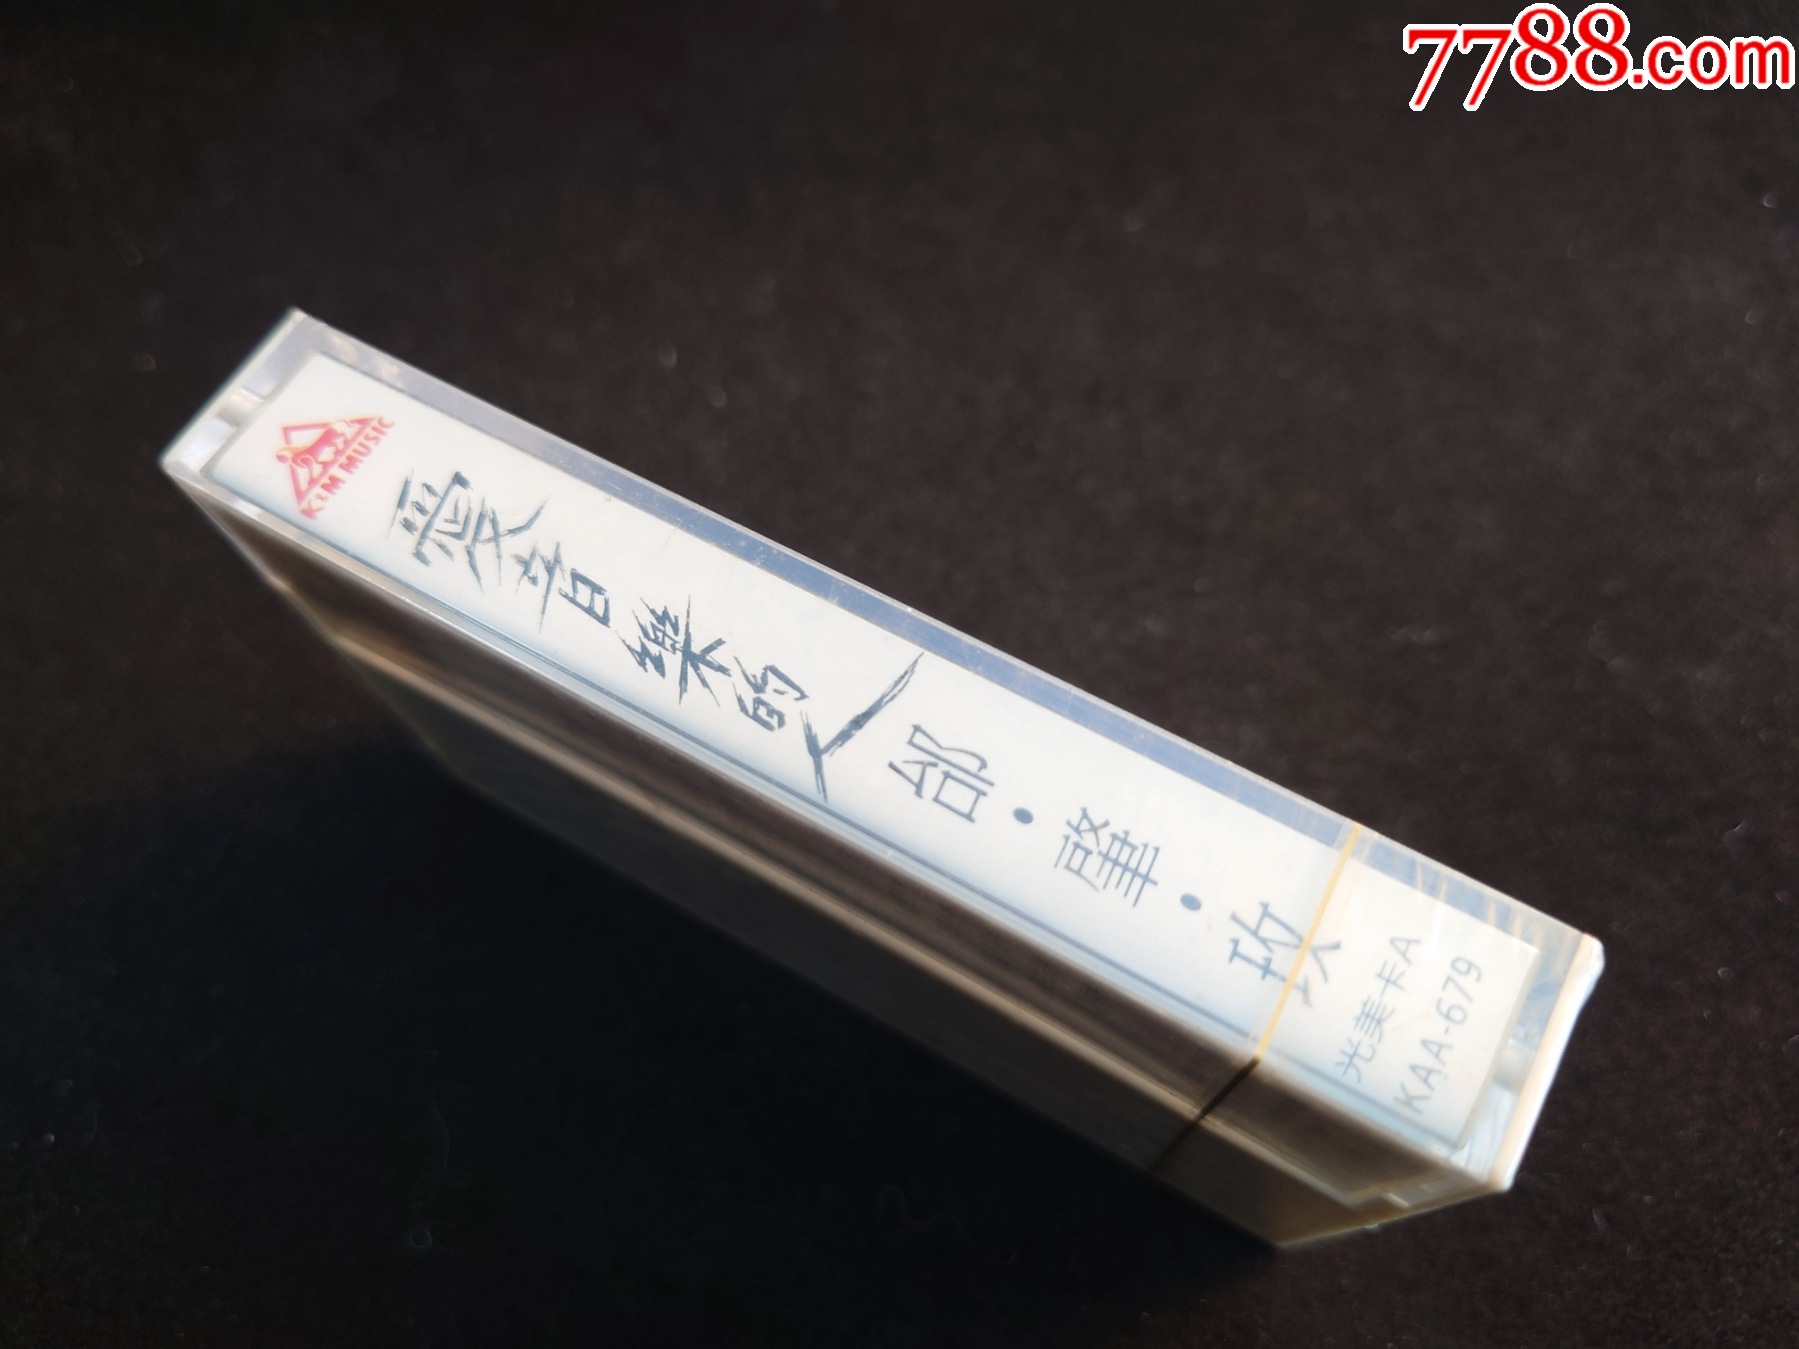 7788.com
KIM MUSIC
愛音樂的人
邰·肇·玫
光美卡A
KAA-679